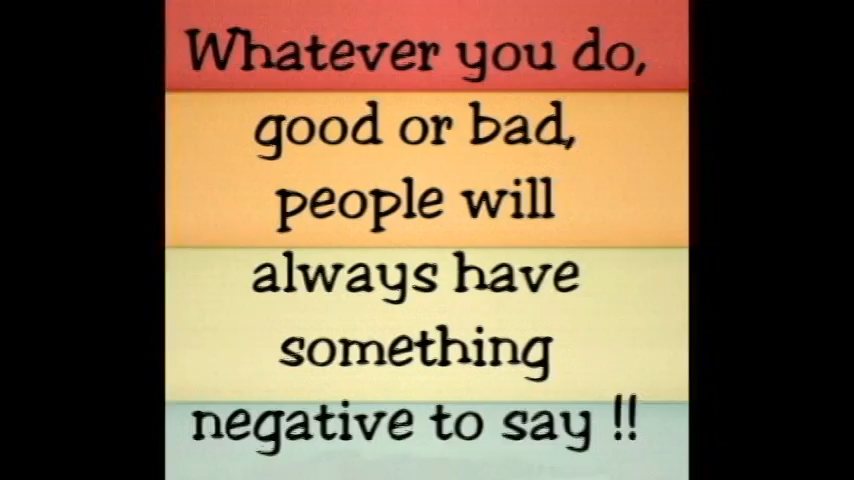 Whatever you do,
good or bad,
people will
always have
something
negative to say !!